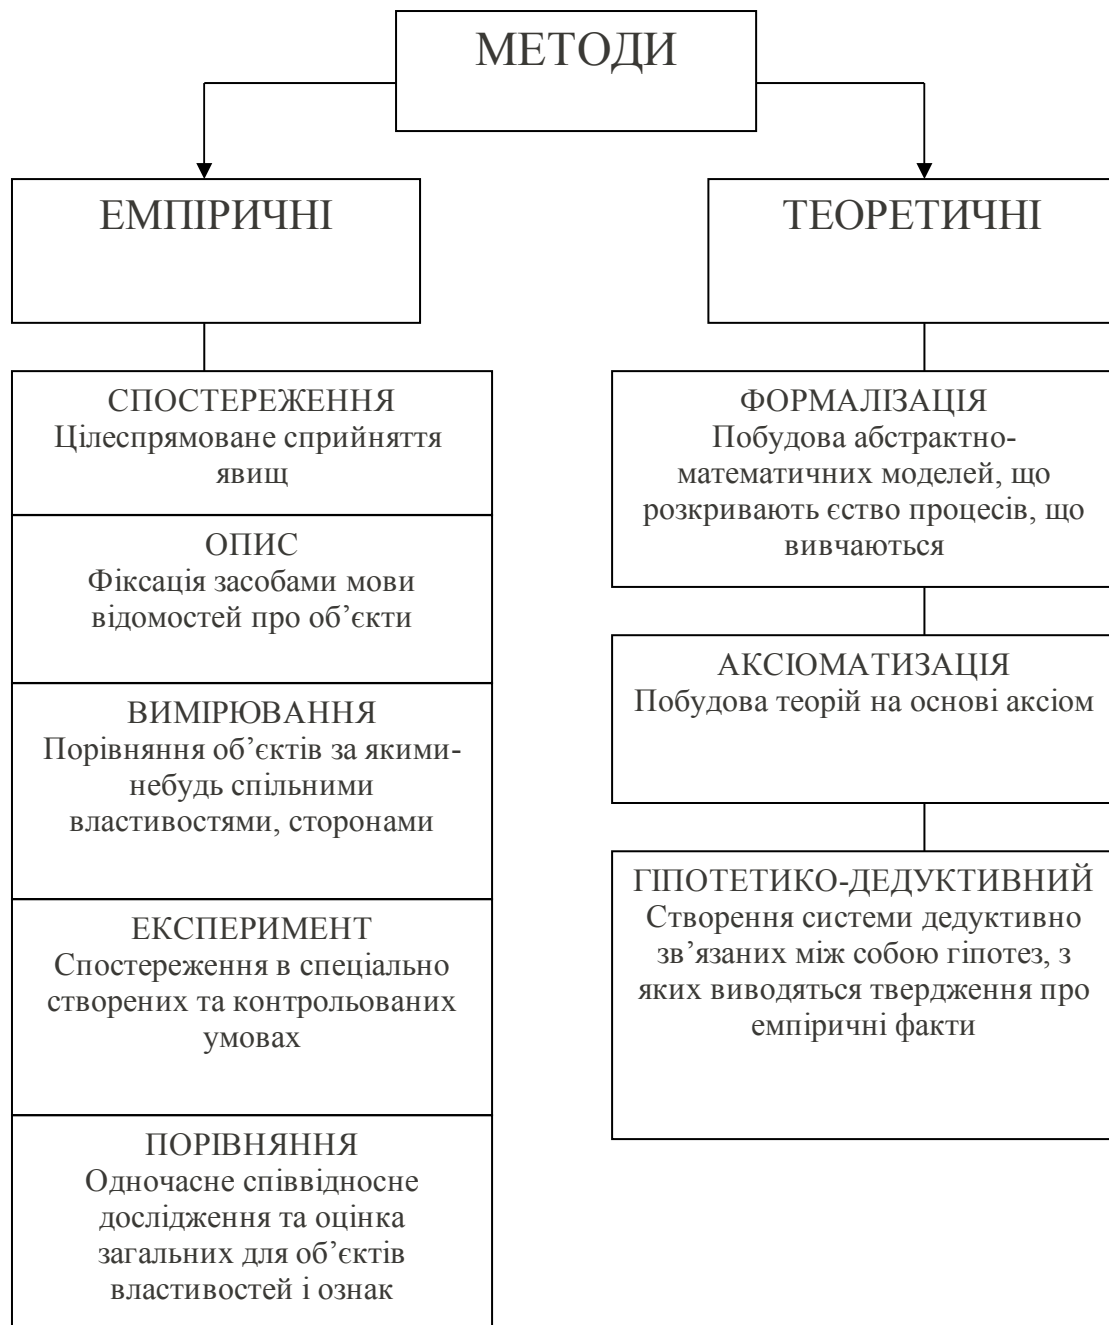 МЕТОДИ
ЕМПІРИЧНІ
ТЕОРЕТИЧНІ
СПОСТЕРЕЖЕННЯ
Цілеспрямоване сприйняття
явищ
ОПИС
Фіксація засобами мови
відомостей про об’єкти
ВИМІРЮВАННЯ
Порівняння об’єктів за якими-
небудь спільними
властивостями, сторонами
ЕКСПЕРИМЕНТ
Спостереження в спеціально
створених та контрольованих
умовах
ПОРІВНЯННЯ
Одночасне співвідносне
дослідження та оцінка
загальних для об’єктів
властивостей і ознак
ФОРМАЛІЗАЦІЯ
Побудова абстрактно-
математичних моделей, що
розкривають єство процесів, що
вивчаються
АКСІОМАТИЗАЦІЯ
Побудова теорій на основі аксіом
ГІПОТЕТИКО-ДЕДУКТИВНИЙ
Створення системи дедуктивно
зв’язаних між собою гіпотез, з
яких виводяться твердження про
емпіричні факти